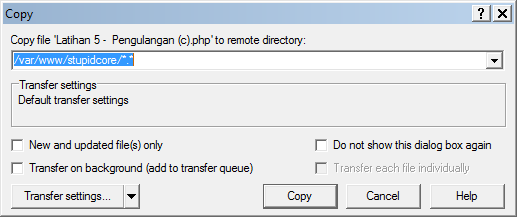 Copy
Copy file 'Latihan 5 -  Pengulangan (c).php' to remote directory:
/var/www/stupidcore/*.*
Transfer settings
Default transfer settings
New and updated file(s) only
Do not show this dialog box again
Transfer on background (add to transfer queue)
Transfer each file individually
Transfer settings...
Copy
Cancel
Help